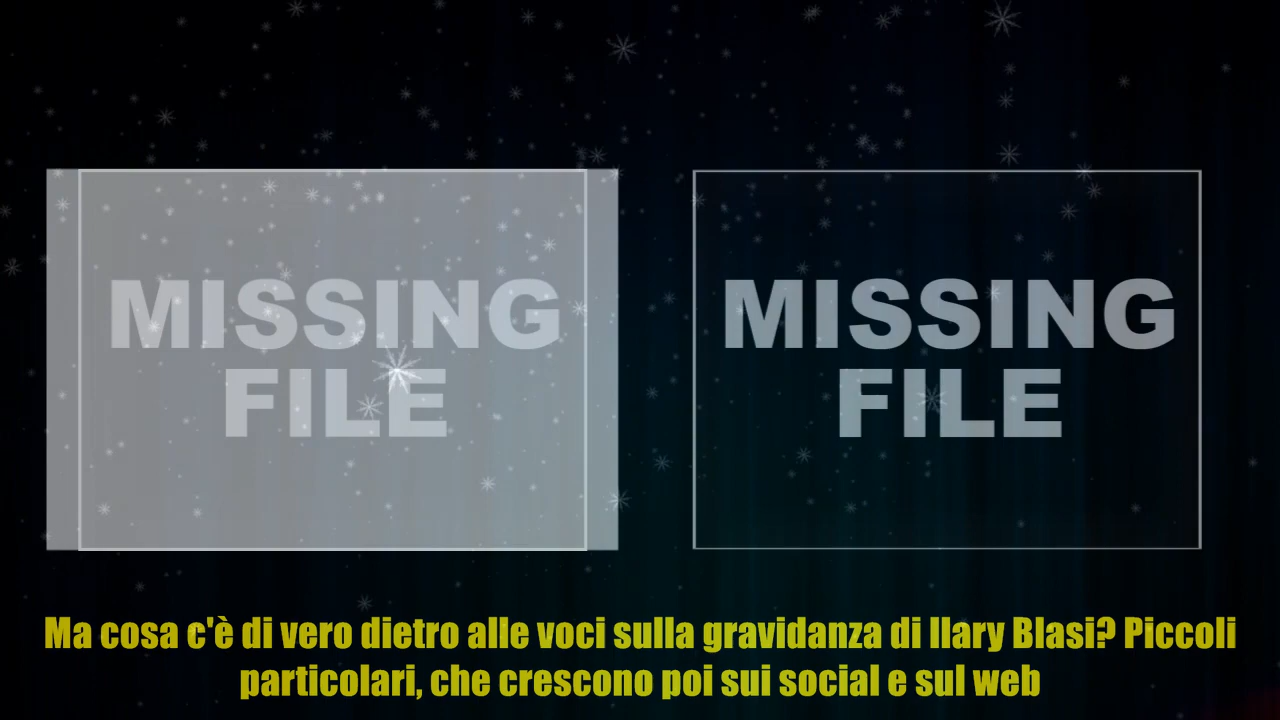 MISSING
FILE
MISSING
FILE
Ma cosa c'è di vero dietro alle voci sulla gravidanza di Ilary Blasi? Piccoli
particolari, che crescono poi sui social e sul web